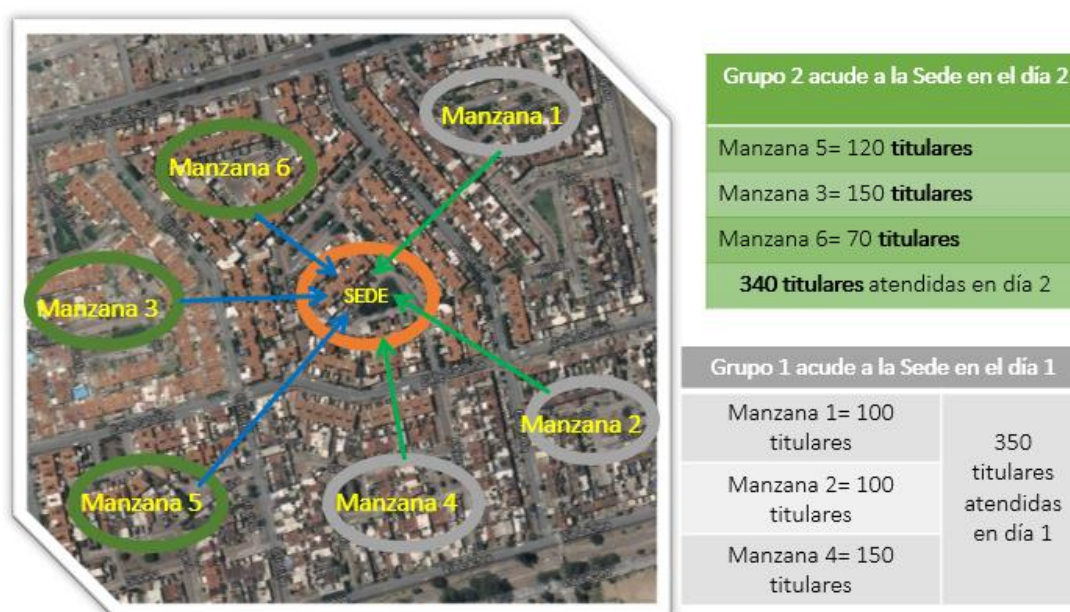 Manzana 1
Manzana 6
Manzana 3
SEDE
Manzana 2
Manzana 5
Manzana 4
Grupo 2 acude a la Sede en el día 2
Manzana 5= 120 titulares
Manzana 3= 150 titulares
Manzana 6= 70 titulares
340 titulares atendidas en día 2
Grupo 1 acude a la Sede en el día 1
Manzana 1= 100
titulares
Manzana 2= 100
titulares
Manzana 4= 150
titulares
350
titulares
atendidas
en día 1